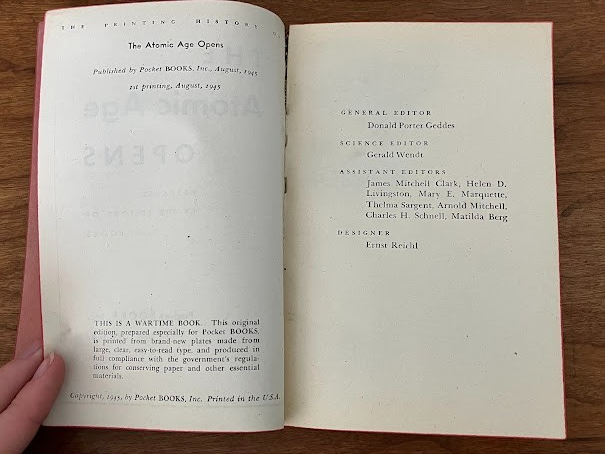 THE PRINTING HISTORY
The Atomic Age Opens
Published by Pocket BOOKS, Inc., August, 1945
1st printing, August, 1945
THIS IS A WARTIME BOOK. This original
edition, prepared especially for Pocket BOOKS,
is printed from brand-new plates made from
large, clear, easy-to-read type, and produced in
full compliance with the government's regula-
tions for conserving paper and other essential
materials.
Copyright, 1945, by Pocket BOOKS, Inc. Printed in the U.S.A.
GENERAL EDITOR
Donald Porter Geddes
SCIENCE EDITOR
Gerald Wendt
ASSISTANT EDITORS
James Mitchell Clark, Helen D.
Livingston, Mary E. Marquette,
Thelma Sargent, Arnold Mitchell,
Charles H. Schnell, Matilda Berg
DESIGNER
Ernst Reichl